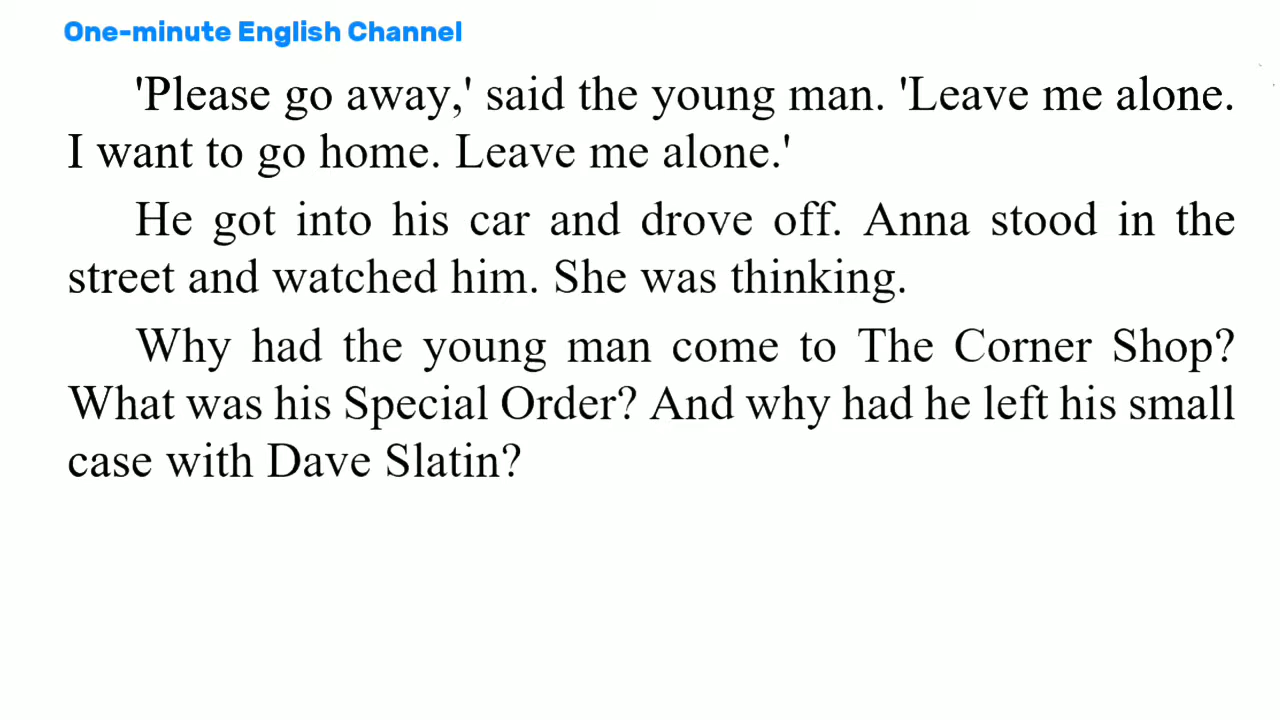 One-minute English Channel
'Please go away,' said the young man. 'Leave me alone.
I want to go home. Leave me alone.'
He got into his car and drove off. Anna stood in the
street and watched him. She was thinking.
Why had the young man come to The Corner Shop?
What was his Special Order? And why had he left his small
case with Dave Slatin?